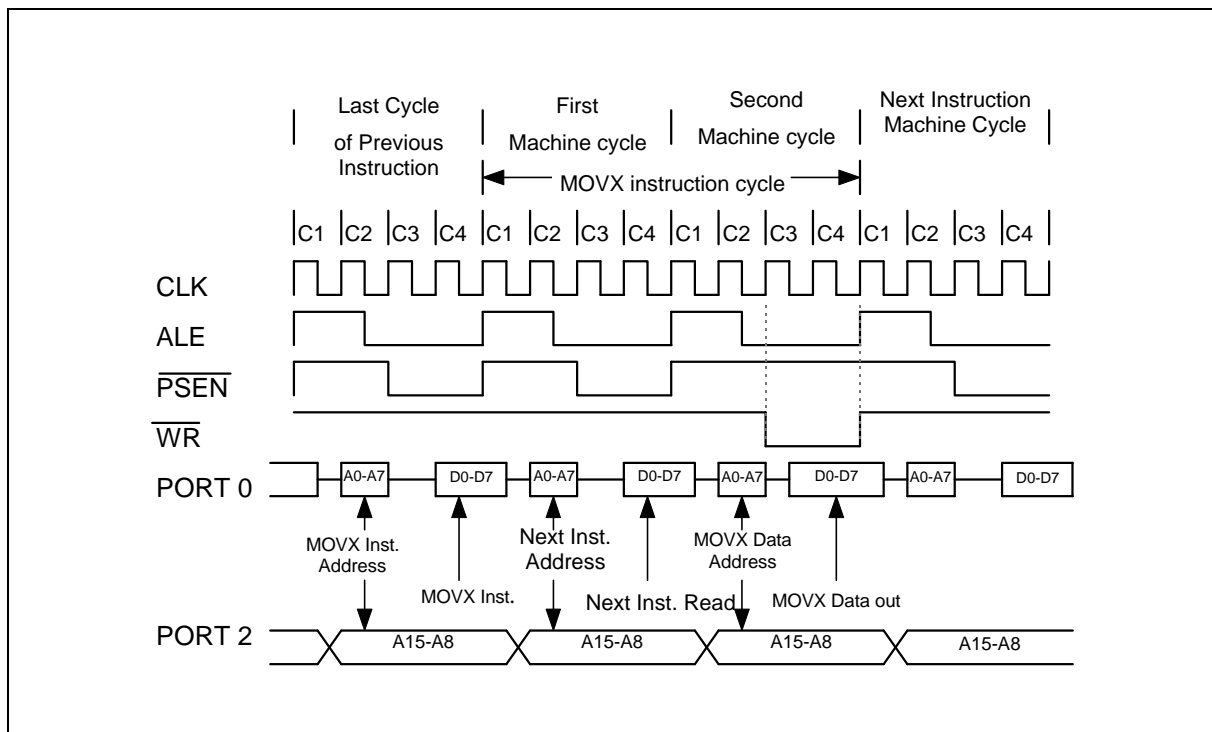 Last Cycle
of Previous
Instruction
First
Machine cycle
Second
Machine cycle
Next Instruction
Machine Cycle
MOVX instruction cycle
C1 C2 C3 C4 C1 C2 C3 C4 C1 C2 C3 C4 C1 C2 C3 C4
CLK
ALE
PSEN
WR
PORT 0
A0-A7 D0-D7 A0-A7 D0-D7 A0-A7 D0-D7 A0-A7 D0-D7
MOVX Inst.
Address
MOVX Inst.
Next Inst.
Address
Next Inst. Read
MOVX Data
Address
MOVX Data out
PORT 2
A15-A8 A15-A8 A15-A8 A15-A8